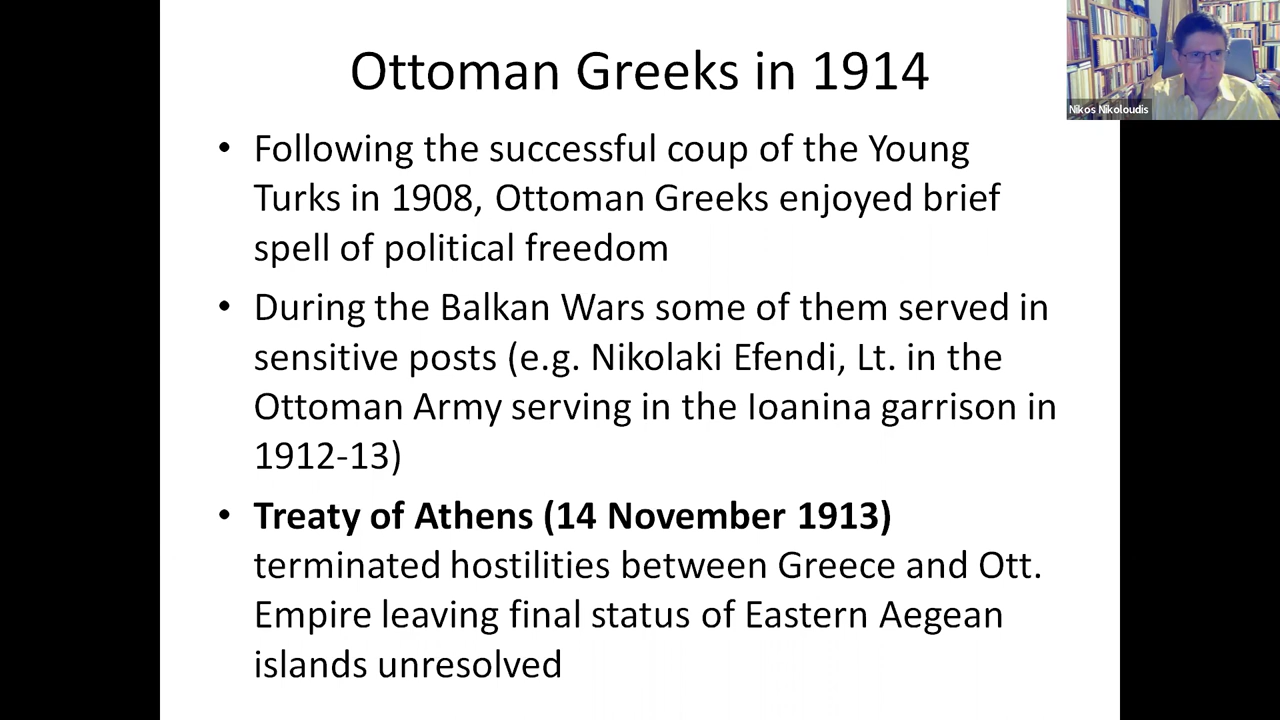 Ottoman Greeks in 1914
Nikos Nikoloudis
• Following the successful coup of the Young
Turks in 1908, Ottoman Greeks enjoyed brief
spell of political freedom
• During the Balkan Wars some of them served in
sensitive posts (e.g. Nikolaki Efendi, Lt. in the
Ottoman Army serving in the Ioanina garrison in
1912-13)
• Treaty of Athens (14 November 1913)
terminated hostilities between Greece and Ott.
Empire leaving final status of Eastern Aegean
islands unresolved